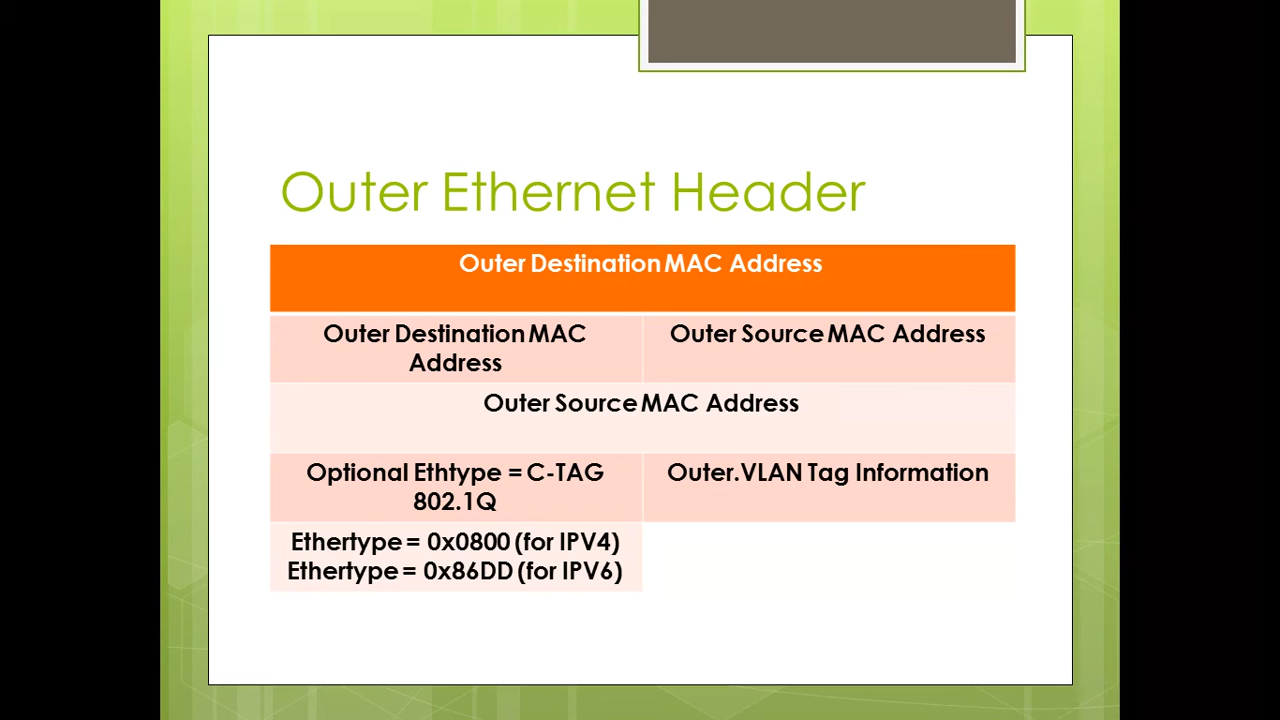 Outer Ethernet Header
Outer Destination MAC Address
Outer Destination MAC
Address
Outer Source MAC Address
Outer Source MAC Address
Optional Ethtype = C-TAG
802.1Q
Outer.VLAN Tag Information
Ethertype = 0x0800 (for IPV4)
Ethertype = 0x86DD (for IPV6)